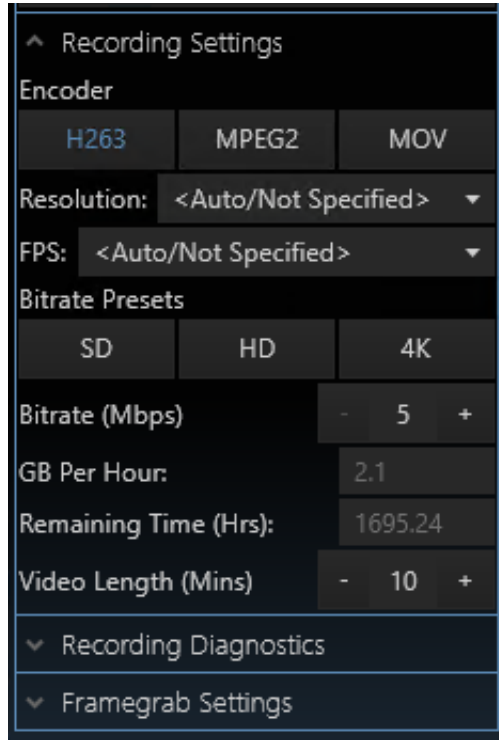 Recording Settings
Encoder
H263 MPEG2 MOV
Resolution: <Auto/Not Specified>
FPS: <Auto/Not Specified>
Bitrate Presets
SD HD 4K
Bitrate (Mbps) - 5 +
GB Per Hour: 2.1
Remaining Time (Hrs): 1695.24
Video Length (Mins) - 10 +
Recording Diagnostics
Framegrab Settings